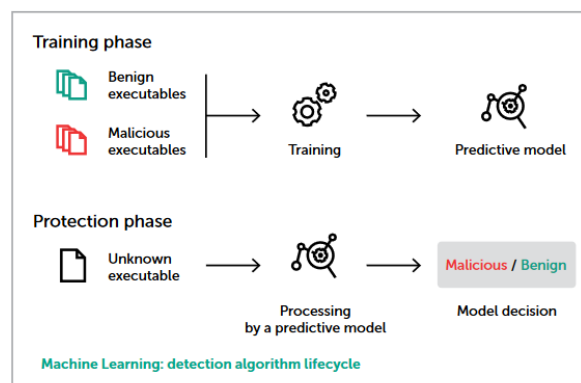 Training phase
Benign
executables
Malicious
executables
Training
Predictive model
Protection phase
Unknown
executable
Processing
by a predictive model
Malicious / Benign
Model decision
Machine Learning: detection algorithm lifecycle